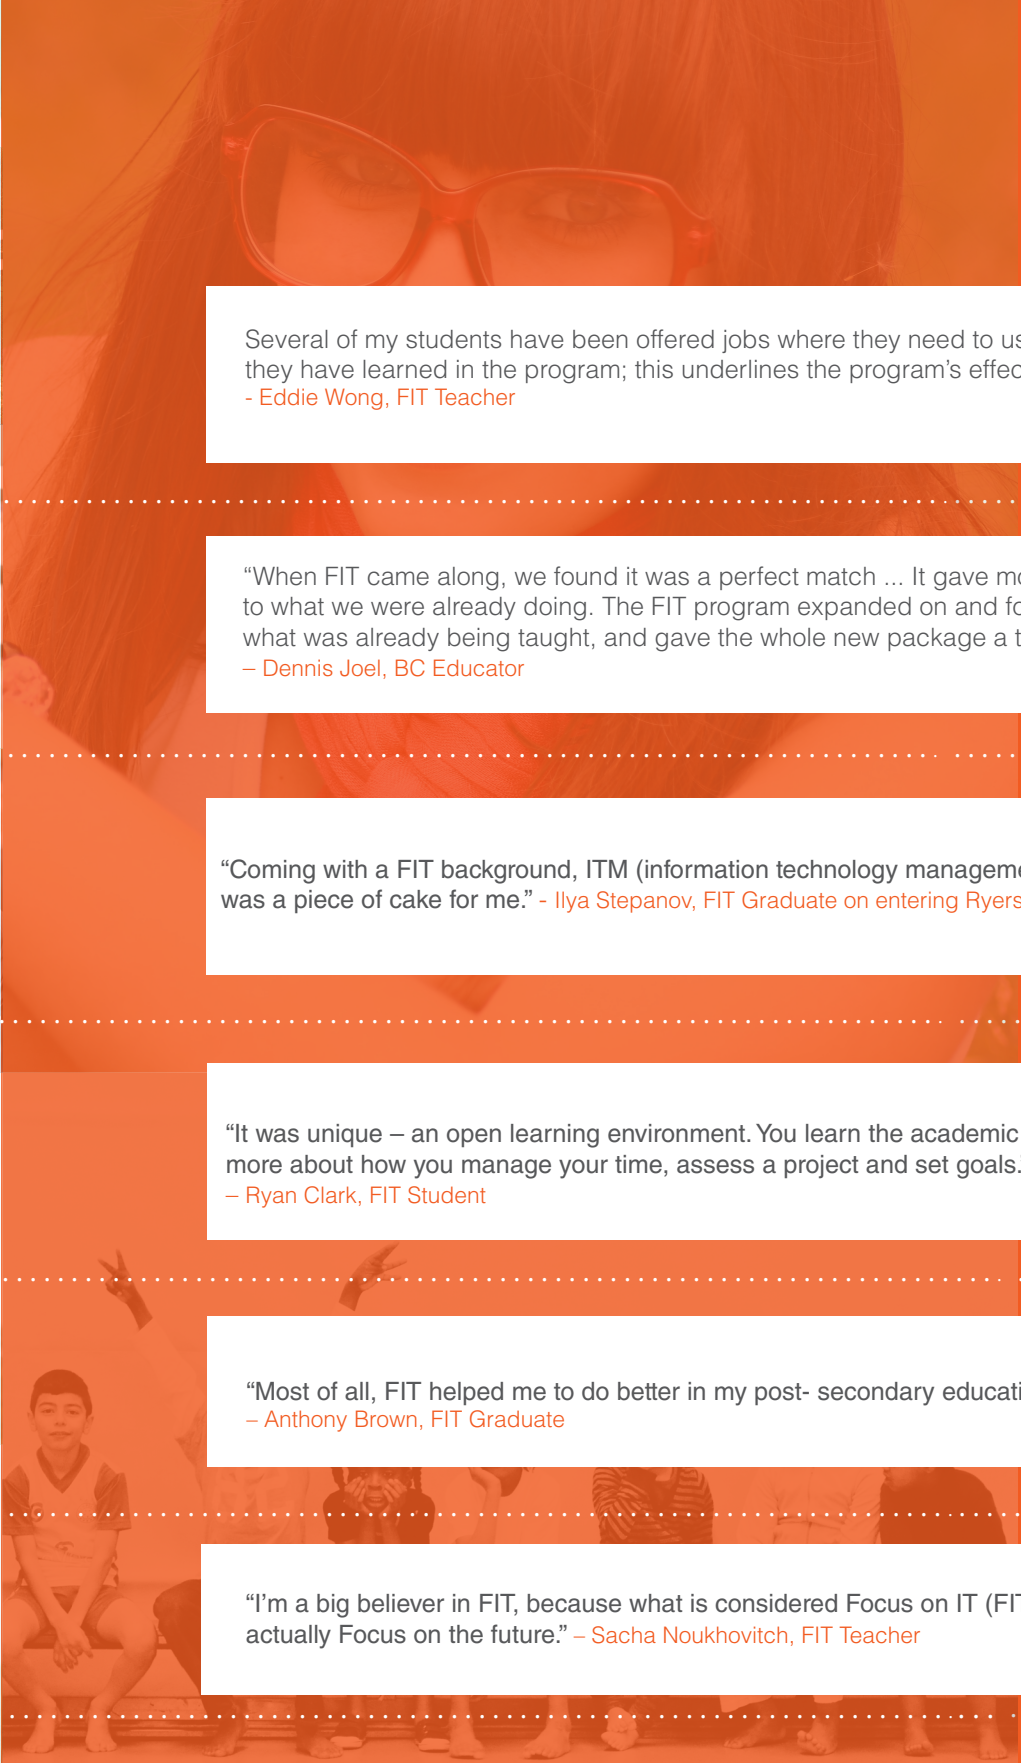 Several of my students have been offered jobs where they need to
they have learned in the program; this underlines the program’s
- Eddie Wong, FIT Teacher
“When FIT came along, we found it was a perfect match ... It gave
to what we were already doing. The FIT program expanded on and
what was already being taught, and gave the whole new package a
– Dennis Joel, BC Educator
“Coming with a FIT background, ITM (information technology
was a piece of cake for me.” - Ilya Stepanov, FIT Graduate on entering
“It was unique – an open learning environment. You learn the academic
more about how you manage your time, assess a project and set goals.”
– Ryan Clark, FIT Student
“Most of all, FIT helped me to do better in my post- secondary
– Anthony Brown, FIT Graduate
“I’m a big believer in FIT, because what is considered Focus on IT (FIT
actually Focus on the future.” – Sacha Noukhovitch, FIT Teacher